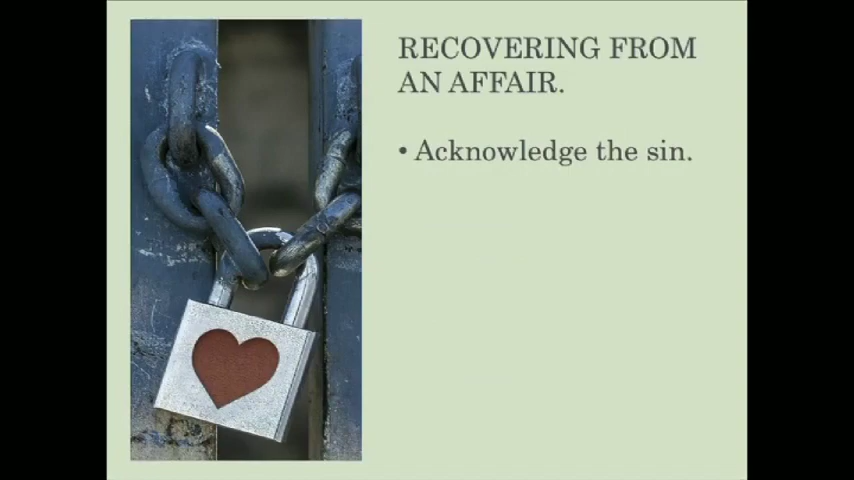 RECOVERING FROM
AN AFFAIR.
• Acknowledge the sin.